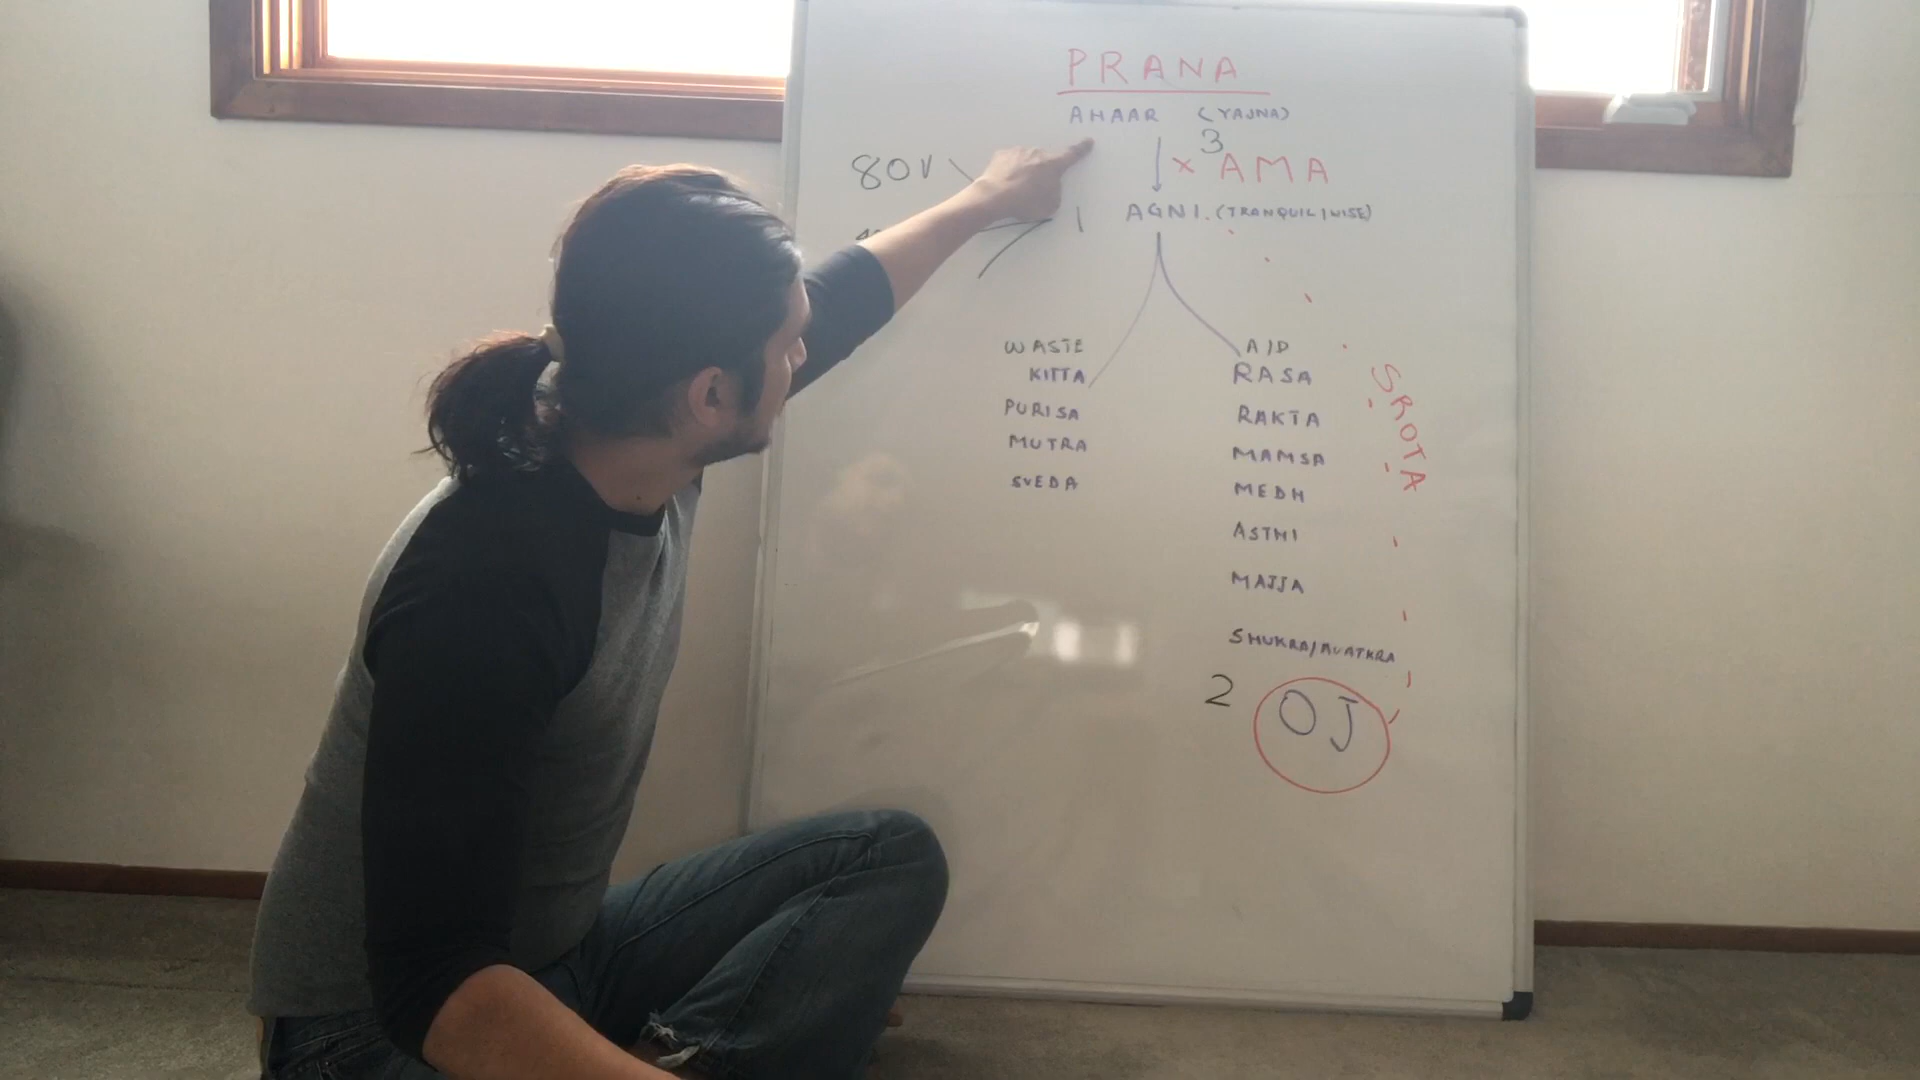 PRANA
AHAAR (YAJNA)
3
80V
x AMA
1 AGNI. (TRANQUIL/WISE)
WASTE
KITTA
PURISA
MUTRA
SVEDA
AID
RASA
RAKTA
MAMSA
MEDH
ASTHI
MAJJA
SHUKRA/
SROTA
2 OJ